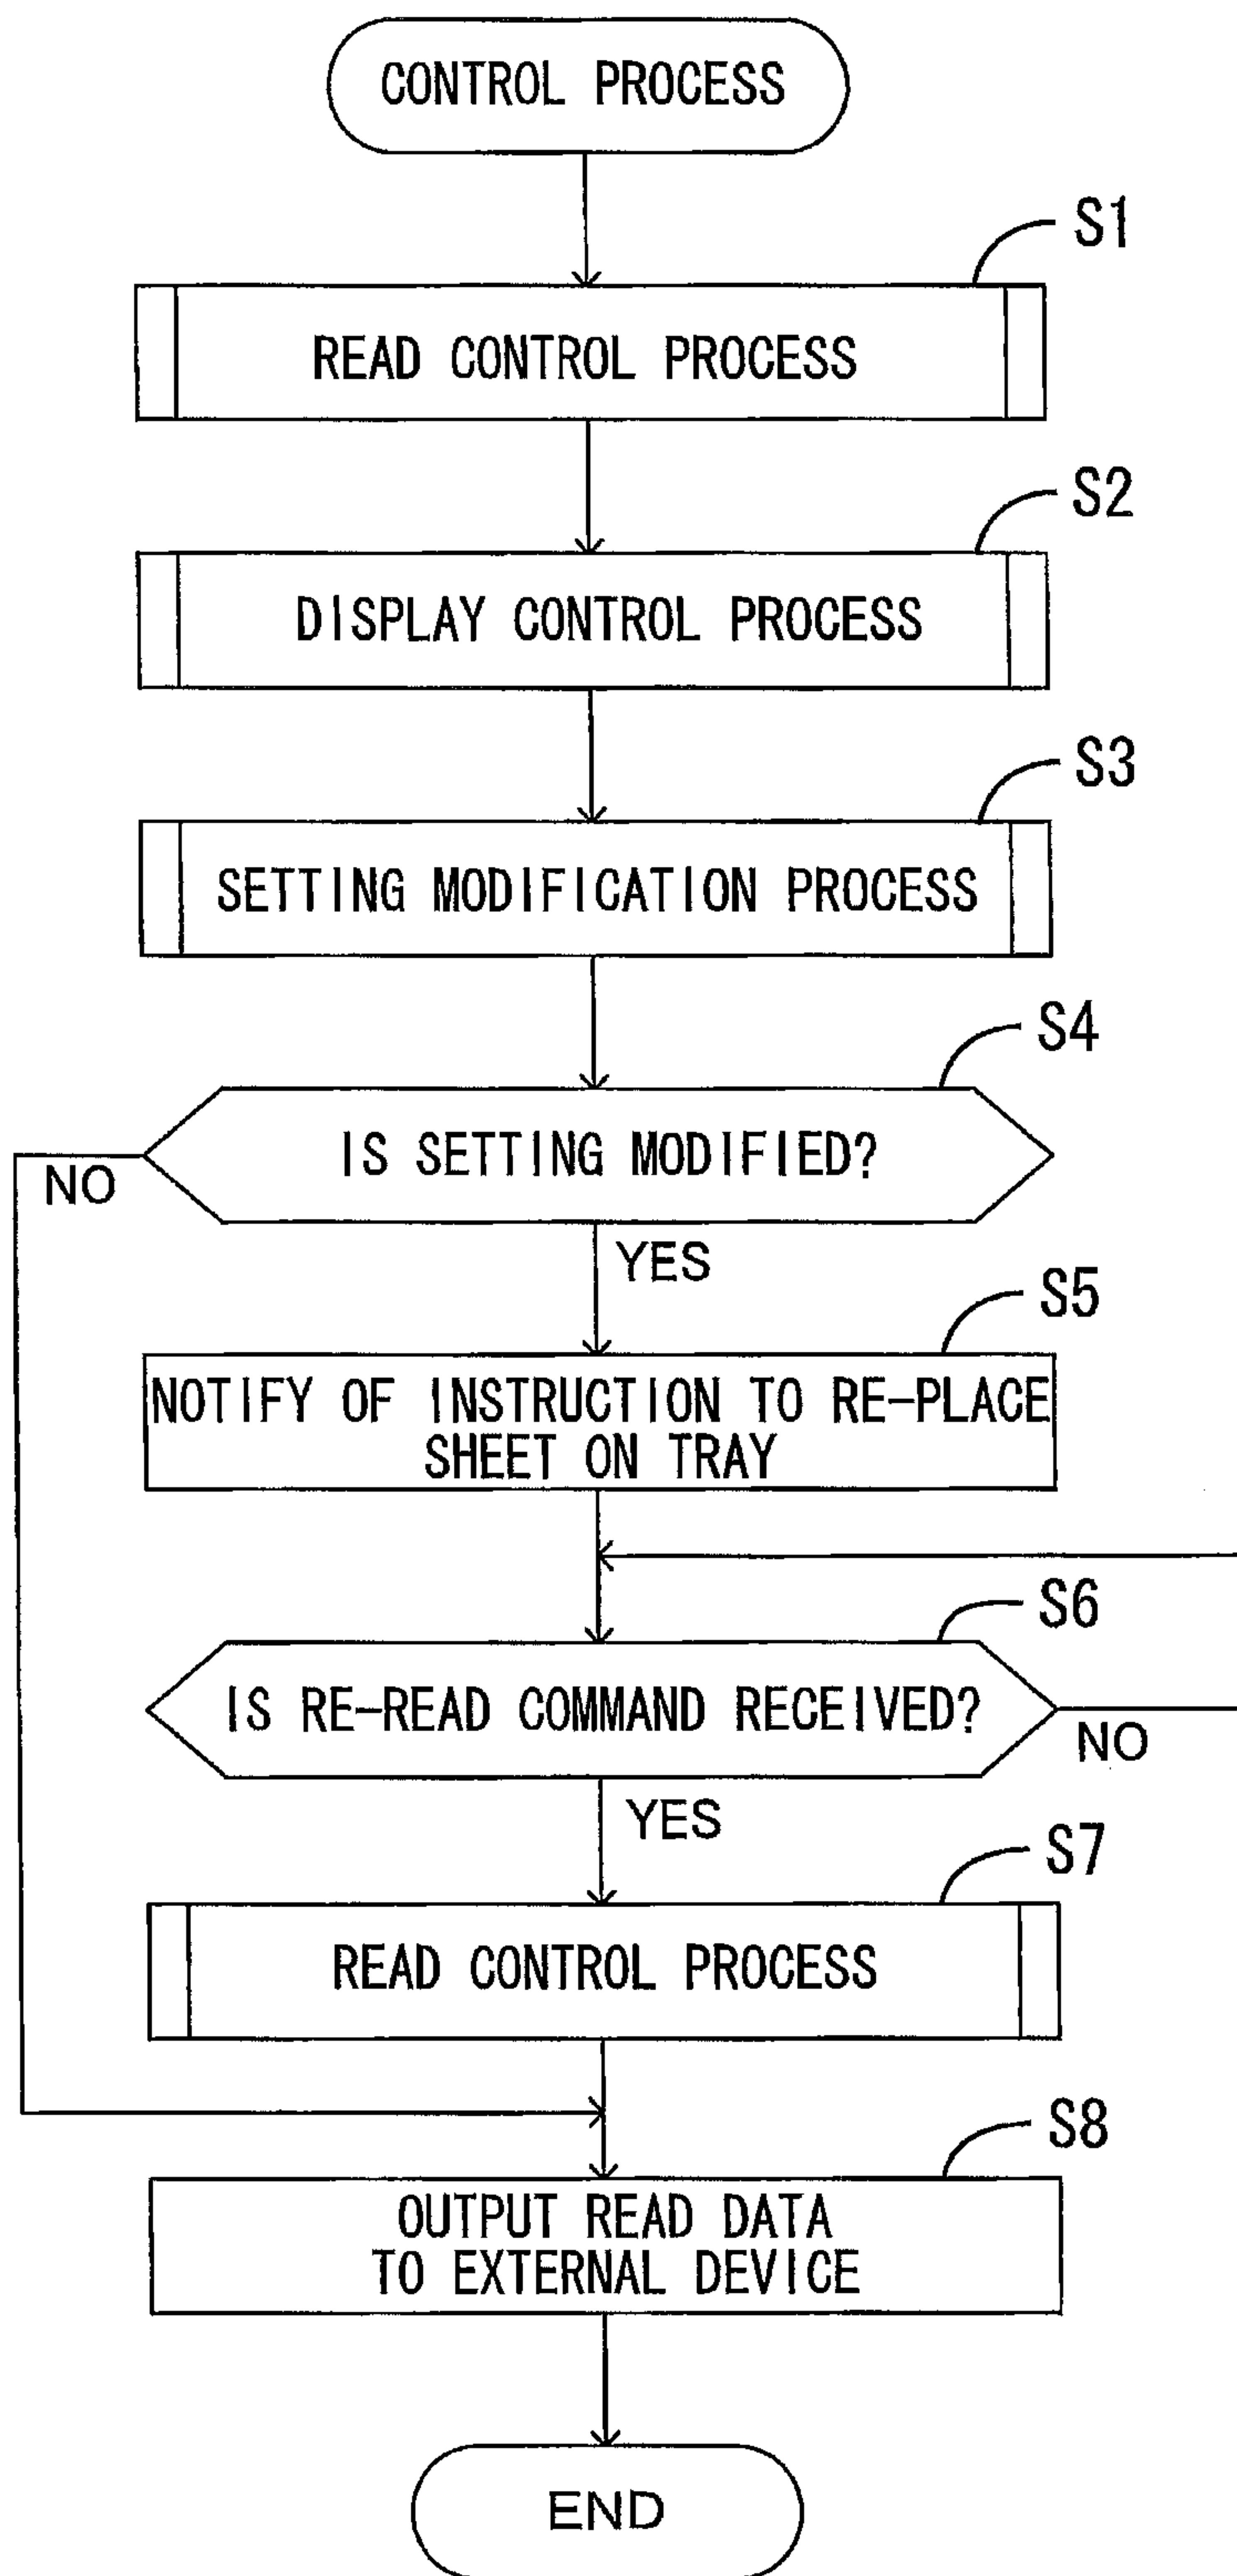 CONTROL PROCESS
S1
READ CONTROL PROCESS
S2
DISPLAY CONTROL PROCESS
S3
SETTING MODIFICATION PROCESS
S4
IS SETTING MODIFIED?
NO
YES
S5
NOTIFY OF INSTRUCTION TO RE-PLACE
SHEET ON TRAY
S6
IS RE-READ COMMAND RECEIVED?
NO
YES
S7
READ CONTROL PROCESS
S8
OUTPUT READ DATA
TO EXTERNAL DEVICE
END